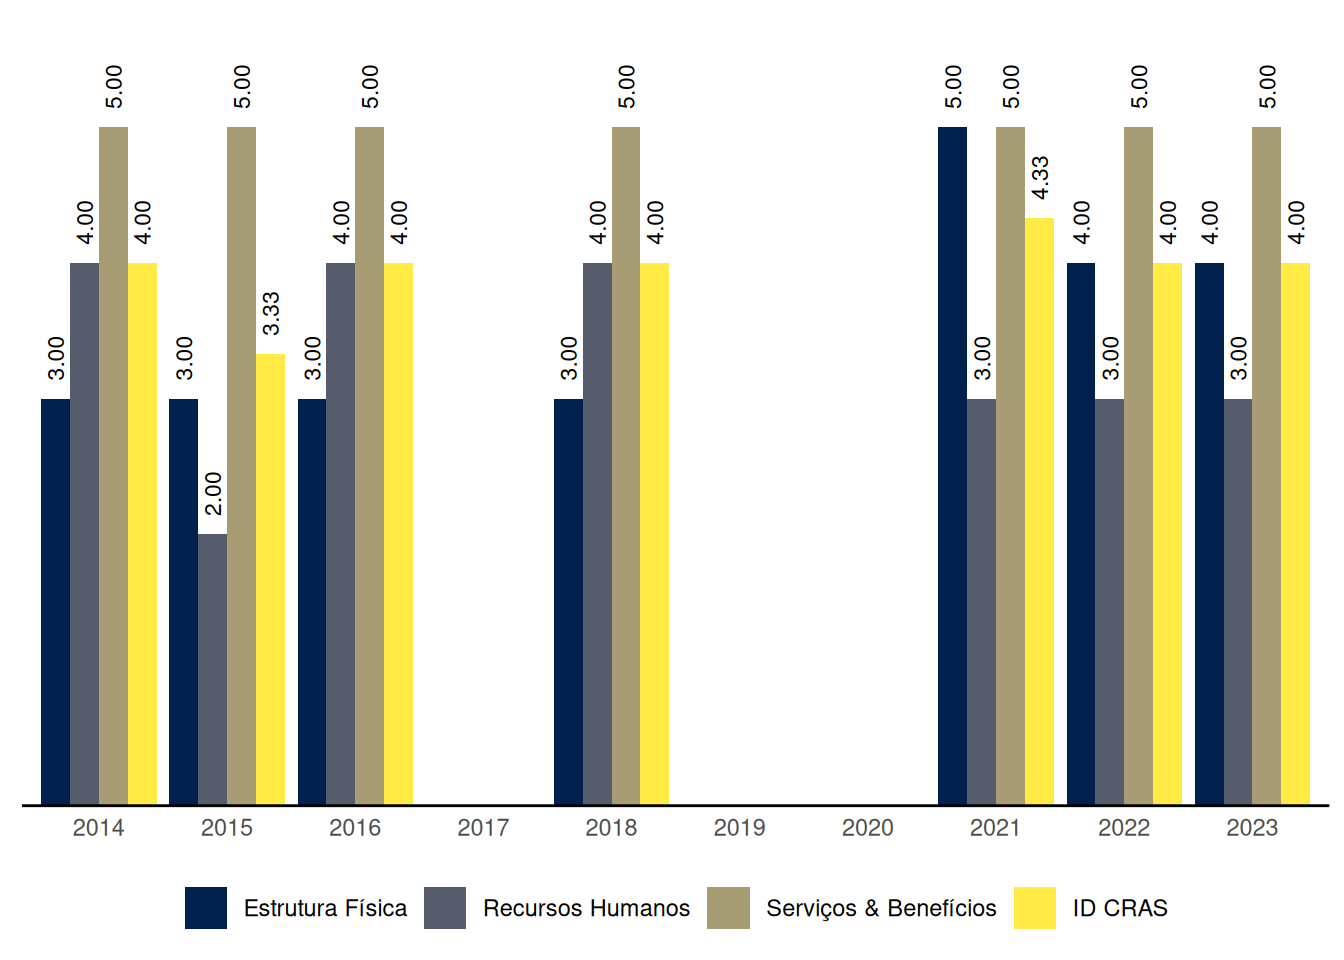 5.00 5.00 5.00 5.00 5.00 5.00 5.00 5.00
4.33
4.00 4.00 4.00 4.00 4.00 4.00 4.00 4.00 4.00 4.00
3.33
3.00 3.00 3.00 3.00 3.00 3.00 3.00
2.00
2014 2015 2016 2017 2018 2019 2020 2021 2022 2023
Estrutura Física Recursos Humanos Serviços & Benefícios ID CRAS